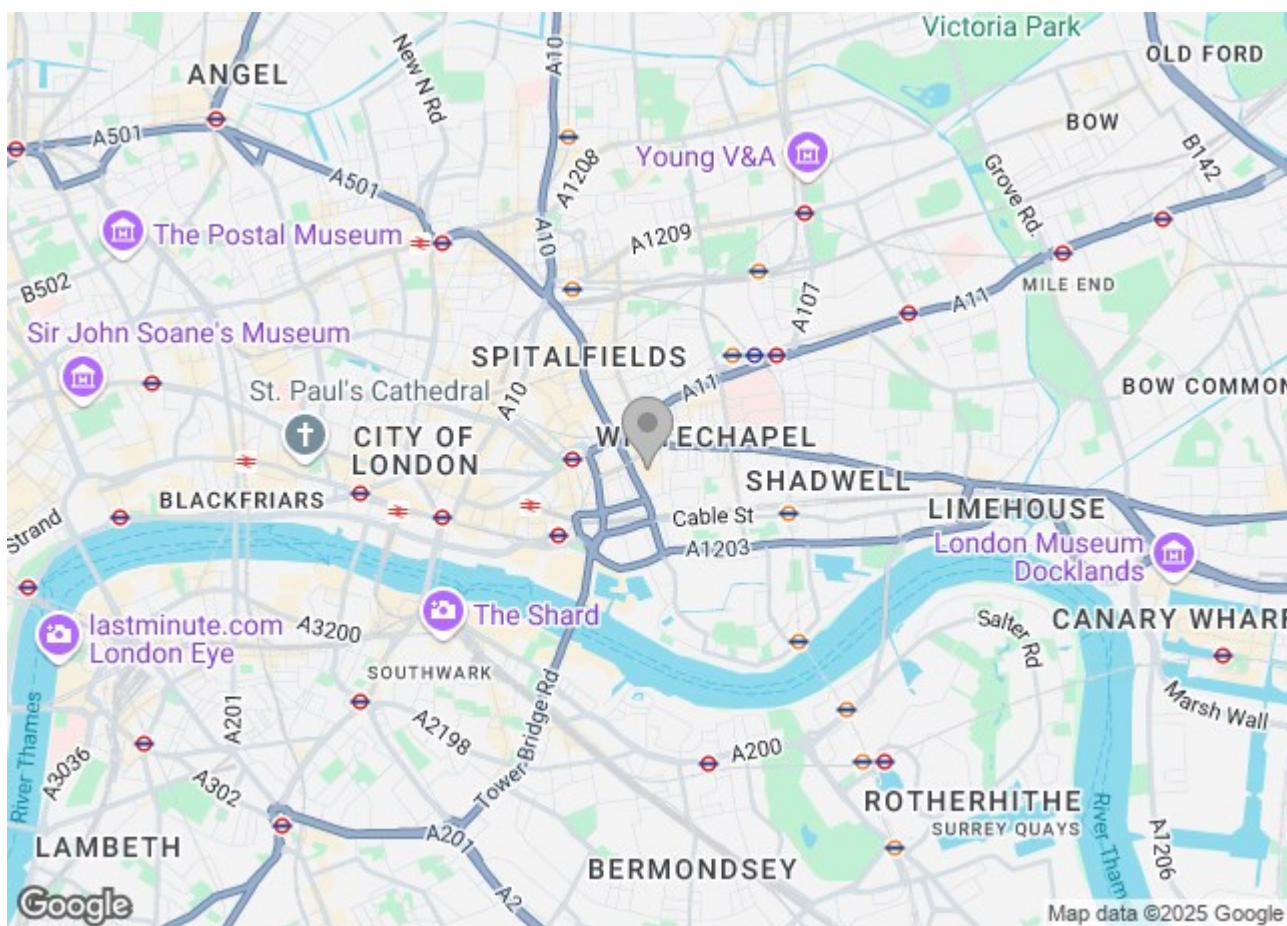 Victoria Park
OLD FORD
ANGEL
New N Rd
A10
A501
A1208
Young V&A
BOW
B142
A501
Grove Rd.
The Postal Museum
A10
A1209
B502
A107
MILE END
A11
Sir John Soane's Museum
SPITALFIELDS
St. Paul's Cathedral
A10
A11
BOW COMMON
CITY OF
LONDON
SHADWELL
BLACKFRIARS
Strand
Cable St
LIMEHOUSE
A1203
London Museum
Docklands
The Shard
lastminute.com
London Eye
A3200
Salter
Rd
CANARY WHARF
SOUTHWARK
Tower Bridge Rd
River Thames
A201
A2198
Marsh Wall
A3036
A200
A302
ROTHERHITHE
SURREY QUAYS
River Tham
A1206
LAMBETH
A201
BERMONDSEY
A2
Google
Map data ©2025 Google